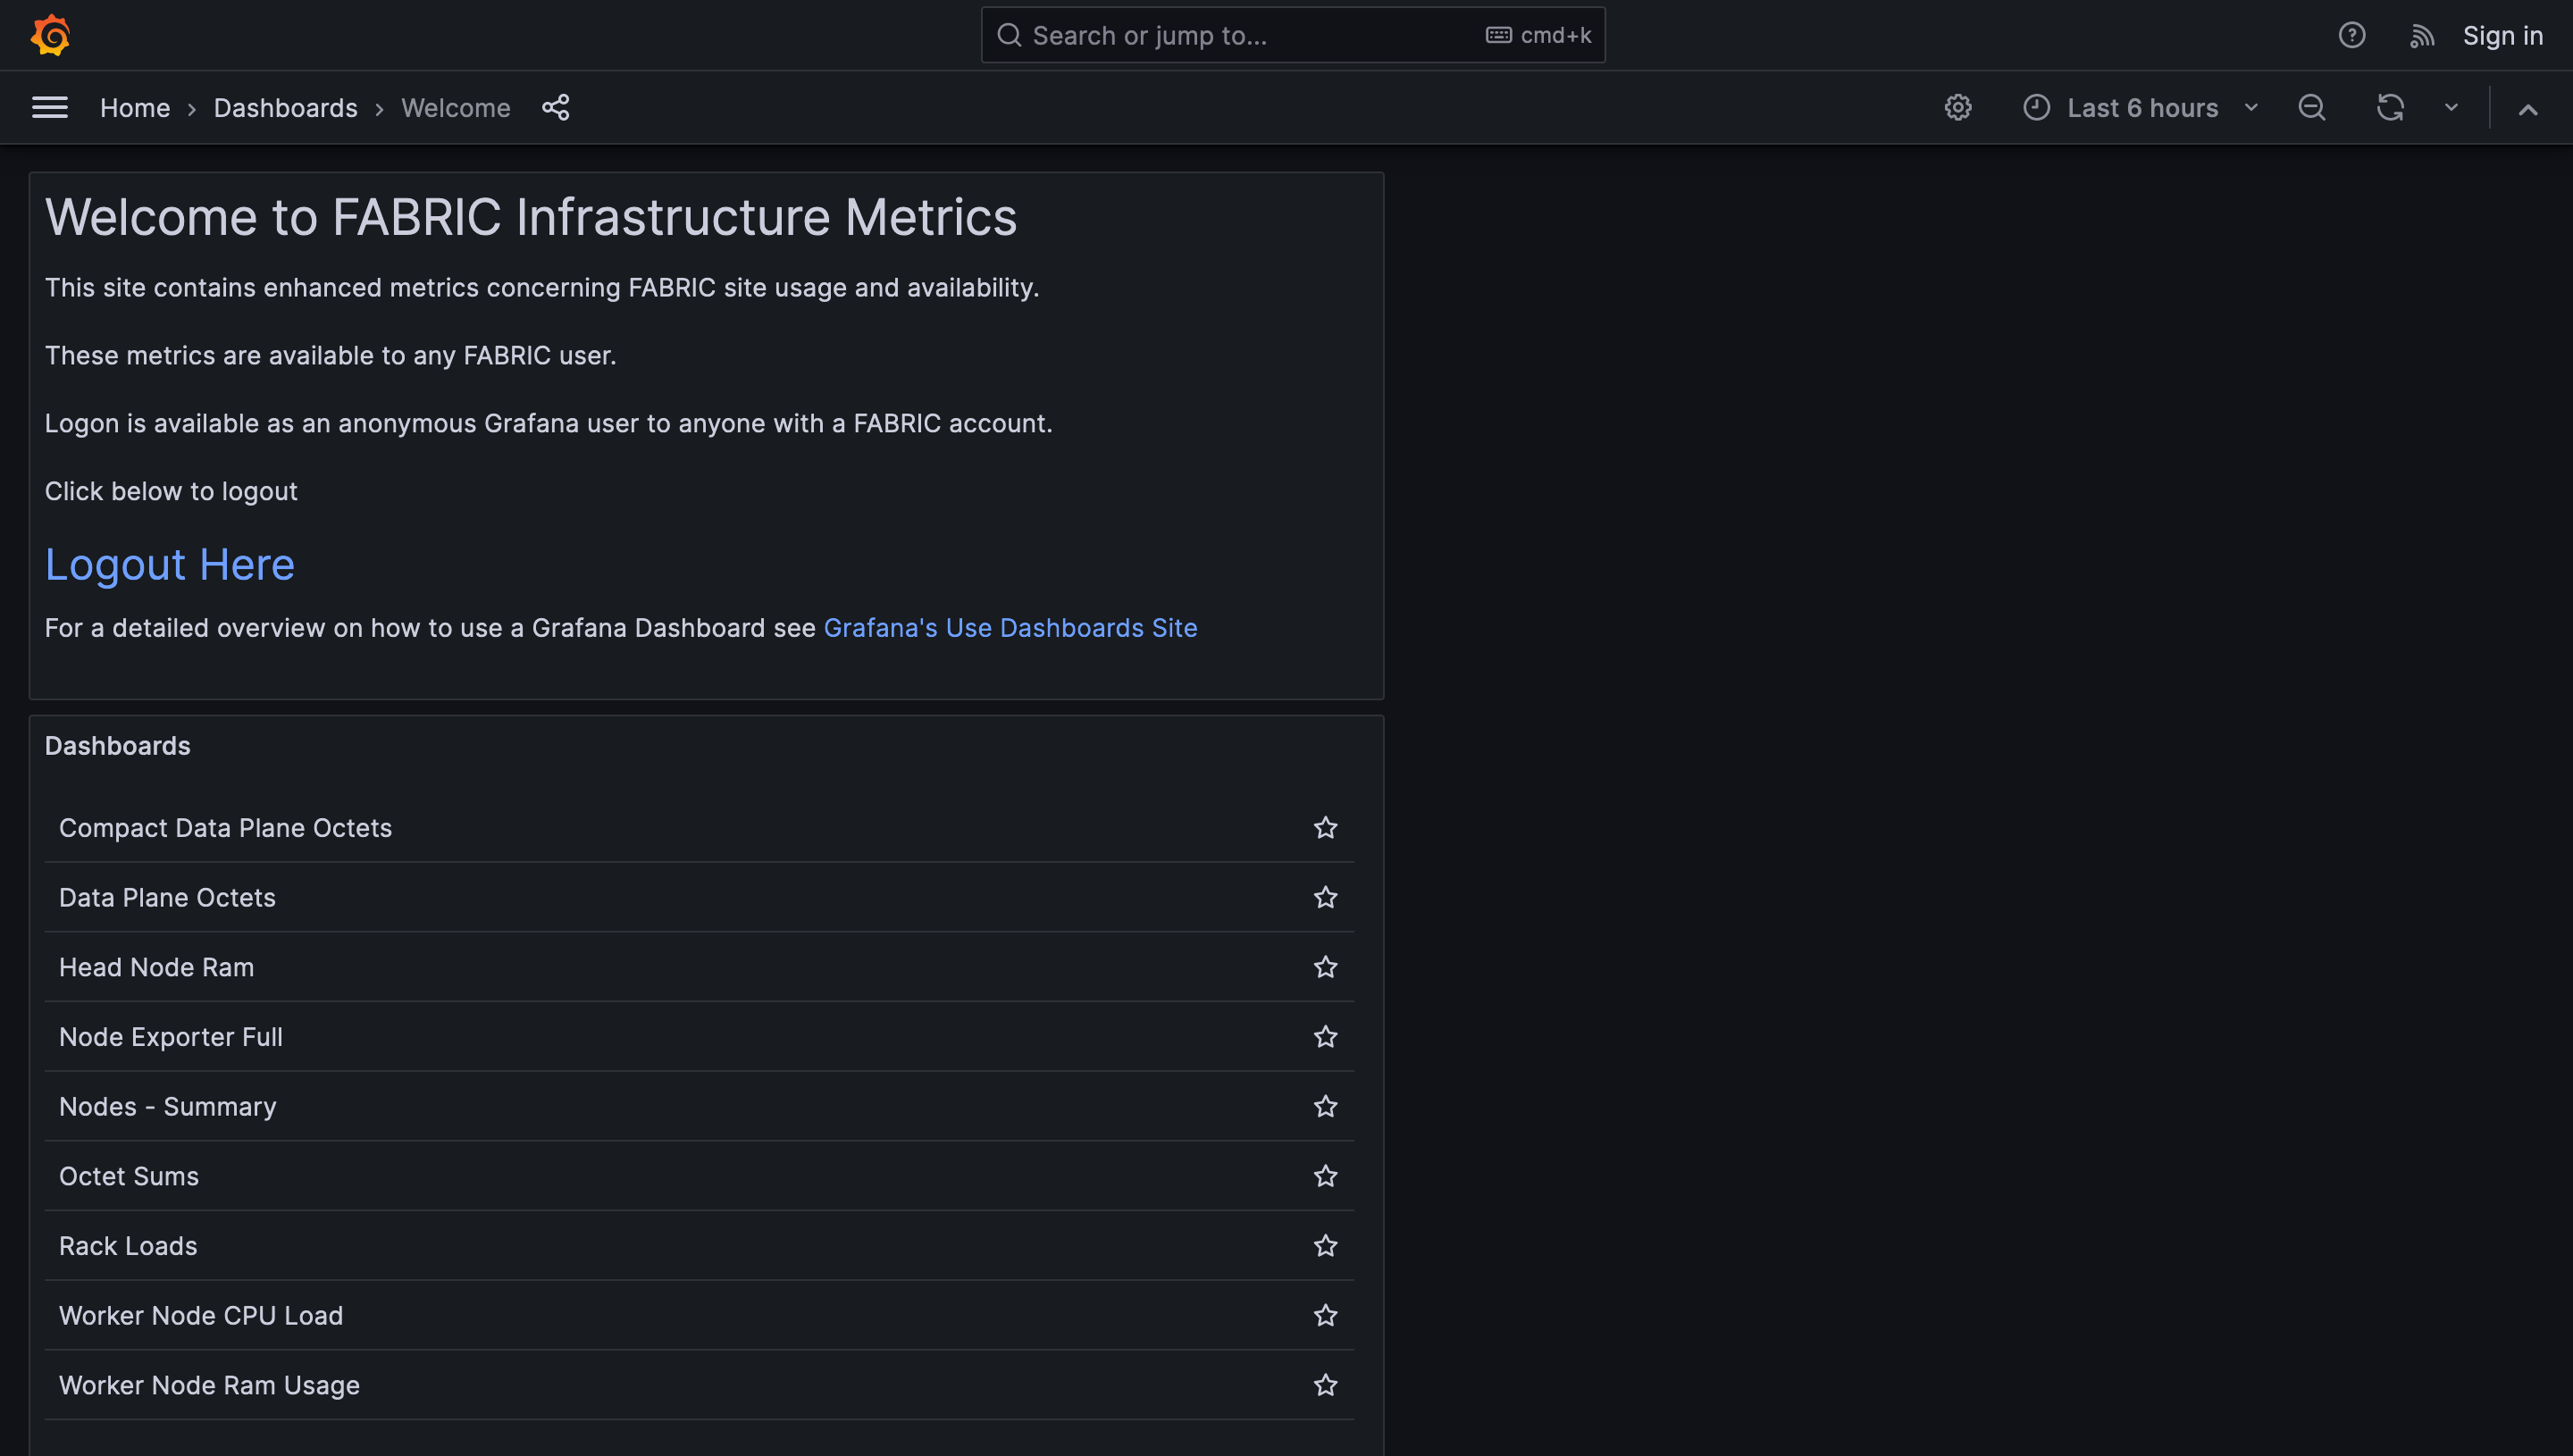 Search or jump to...
cmd+k
Sign in
Home
Dashboards
Welcome
Last 6 hours
Welcome to FABRIC Infrastructure Metrics
This site contains enhanced metrics concerning FABRIC site usage and availability.
These metrics are available to any FABRIC user.
Logon is available as an anonymous Grafana user to anyone with a FABRIC account.
Click below to logout
Logout Here
For a detailed overview on how to use a Grafana Dashboard see Grafana's Use Dashboards Site
Dashboards
Compact Data Plane Octets
Data Plane Octets
Head Node Ram
Node Exporter Full
Nodes - Summary
Octet Sums
Rack Loads
Worker Node CPU Load
Worker Node Ram Usage